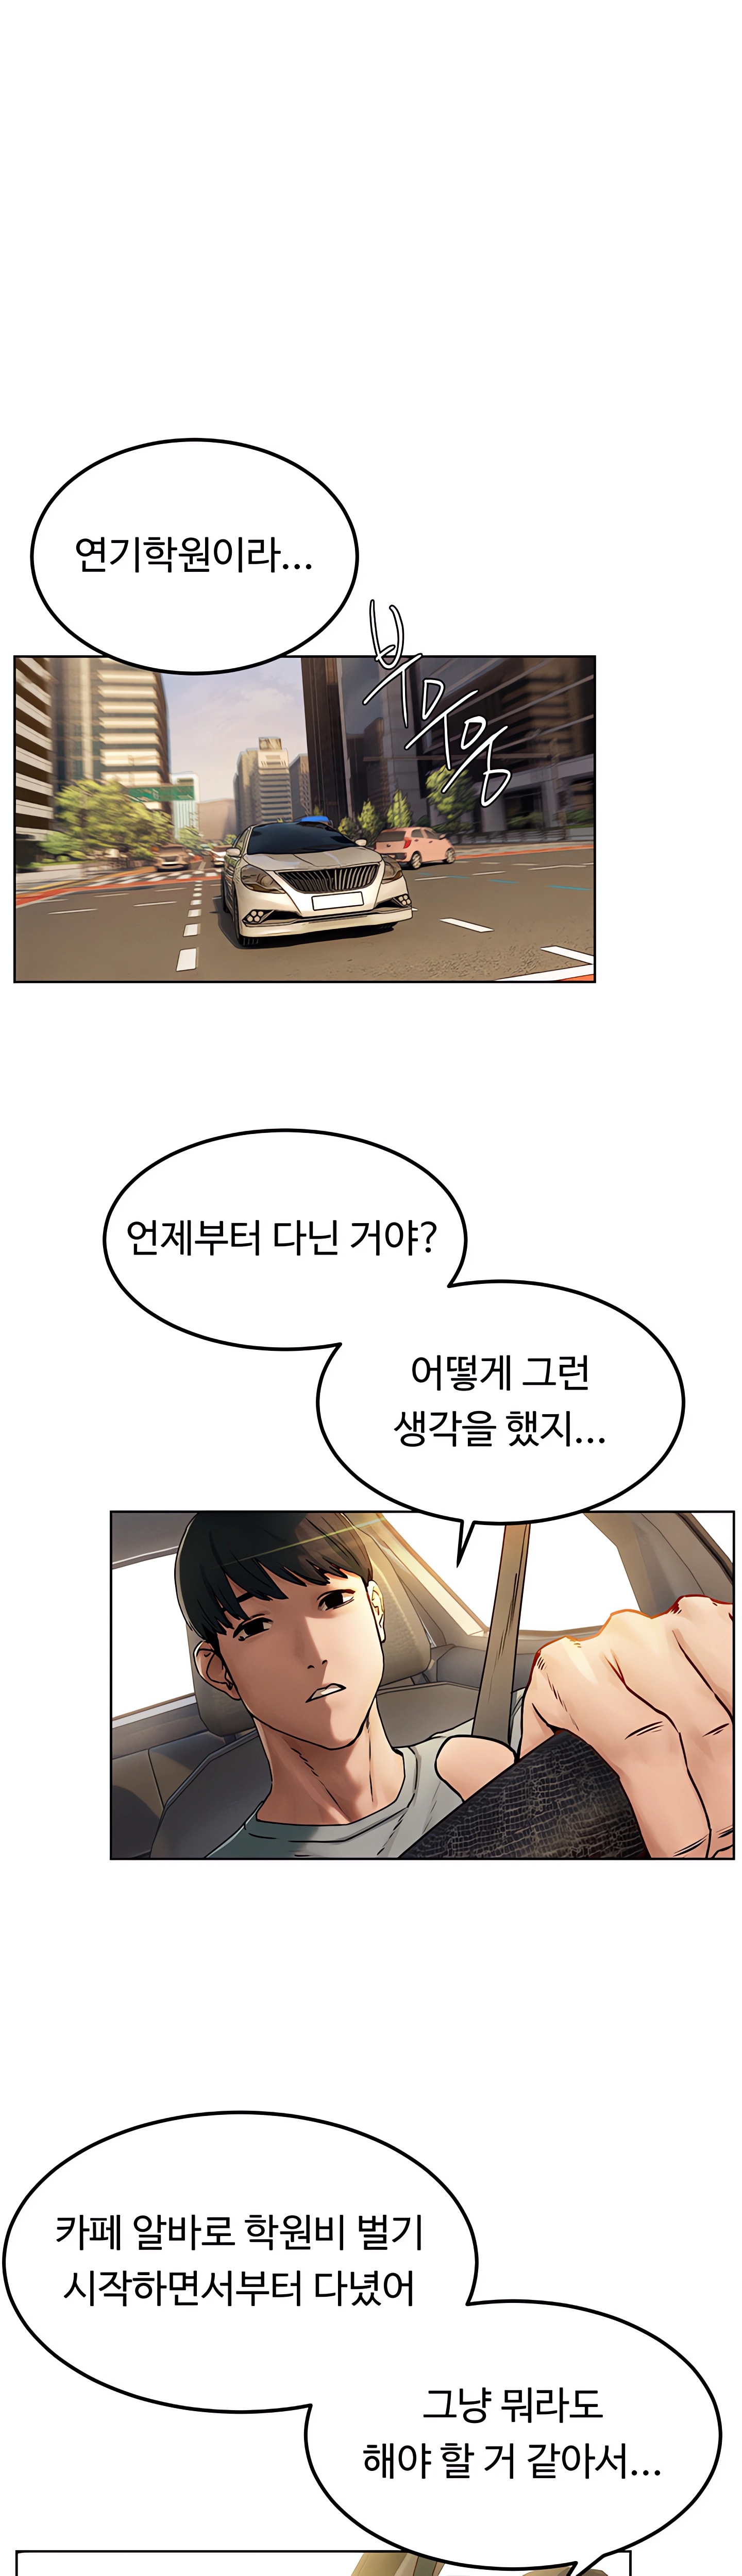 연기학원이라...
부우웅
언제부터 다닌 거야?
어떻게 그런
생각을 했지...
카페 알바로 학원비 벌기
시작하면서부터 다녔어
그냥 뭐라도
해야 할 거 같아서...